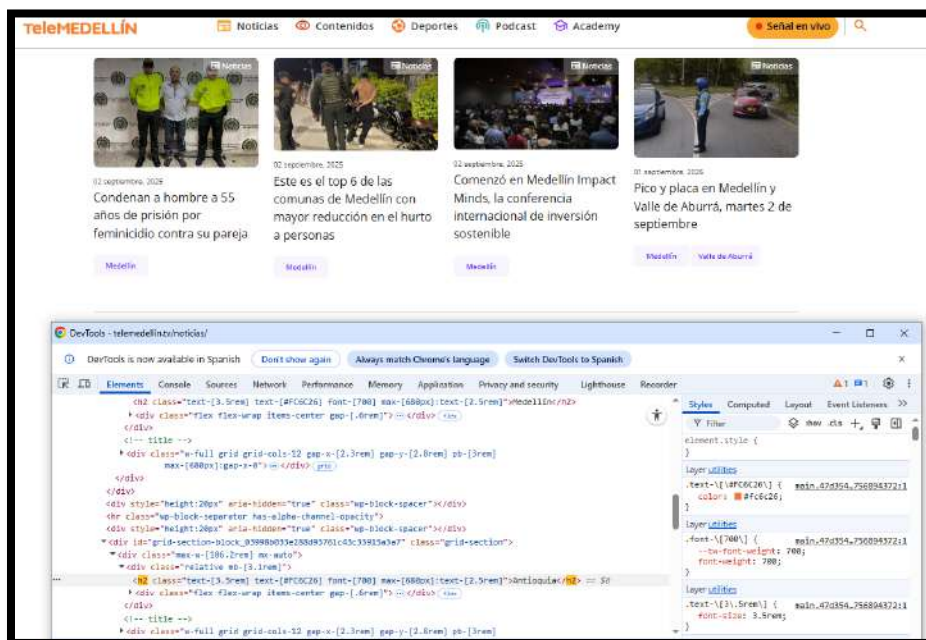 TeleMEDELLÍN
Noticias Contenidos Deportes Podcast Academy Señal en vivo
Noticias Noticias Noticias Noticias
02 septiembre, 2025
Condenan a hombre a 55
años de prisión por
feminicidio contra su pareja
Medellín
02 septiembre, 2025
Este es el top 6 de las
comunas de Medellín con
mayor reducción en el hurto
a personas
Medellín
02 septiembre, 2025
Comenzó en Medellín Impact
Minds, la conferencia
internacional de inversión
sostenible
Medellín
01 septiembre, 2025
Pico y placa en Medellín y
Valle de Aburrá, martes 2 de
septiembre
Medellín Valle de Aburrá
DevTools - telemedellin.tv/noticias/
DevTools is now available in Spanish Don't show again Always match Chrome's language Switch DevTools to Spanish
Elements Console Sources Network Performance Memory Application Privacy and security Lighthouse Recorder 1 1
<h2 class="text-[3.5rem] text-[#FC6C26] font-[700] max-[680px]:text-[2.5rem]">Medellín</h2>
<div class="flex flex-wrap items-center gap-[.6rem]"> </div> flex
</div>
<!-- title -->
<div class="w-full grid grid-cols-12 gap-x-[2.3rem] gap-y-[2.8rem] pb-[3rem]
max-[680px]:gap-x-0"> </div> grid
</div>
</div>
<div style="height:20px" aria-hidden="true" class="wp-block-spacer"></div>
<hr class="wp-block-separator has-alpha-channel-opacity">
<div style="height:20px" aria-hidden="true" class="wp-block-spacer"></div>
class="grid-section">
<div class="max-w-[106.2rem] mx-auto">
<div class="relative mb-[3.1rem]">
<h2 class="text-[3.5rem] text-[#FC6C26] font-[700] max-[680px]:text-[2.5rem]">Antioquia</h2> == $0
<div class="flex flex-wrap items-center gap-[.6rem]"> </div> flex
</div>
<!-- title -->
<div class="w-full grid grid-cols-12 gap-x-[2.3rem] gap-y-[2.8rem] pb-[3rem]
Styles Computed Layout Event Listeners
Filter :hov .cls
element.style {
}
Layer utilities
.text-\[\#FC6C26\] {
color: #fc6c26;
}
Layer utilities
.font-\[700\] {
--tw-font-weight: 700;
font-weight: 700;
}
Layer utilities
.text-\[3\.5rem\] {
font-size: 3.5rem;
}